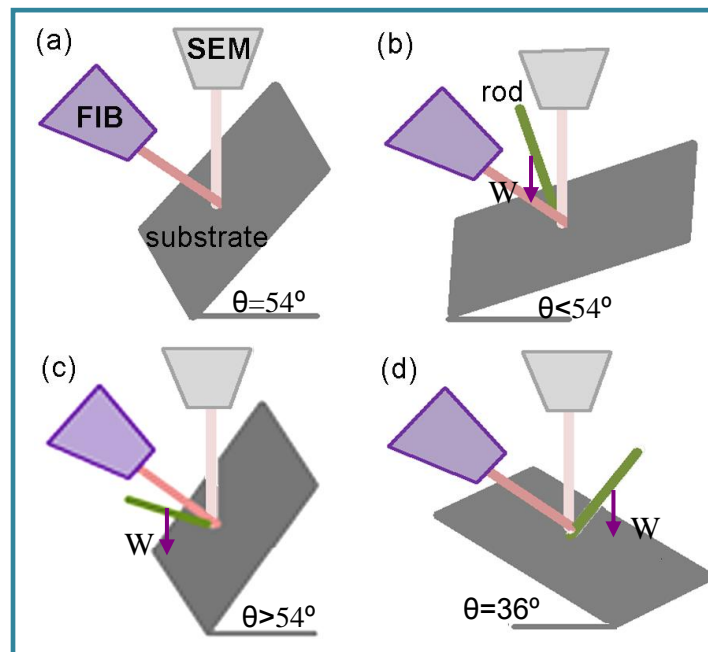 (a)
SEM
FIB
substrate
θ=54º
(b)
rod
W
θ<54º
(c)
W
θ>54º
(d)
W
θ=36º